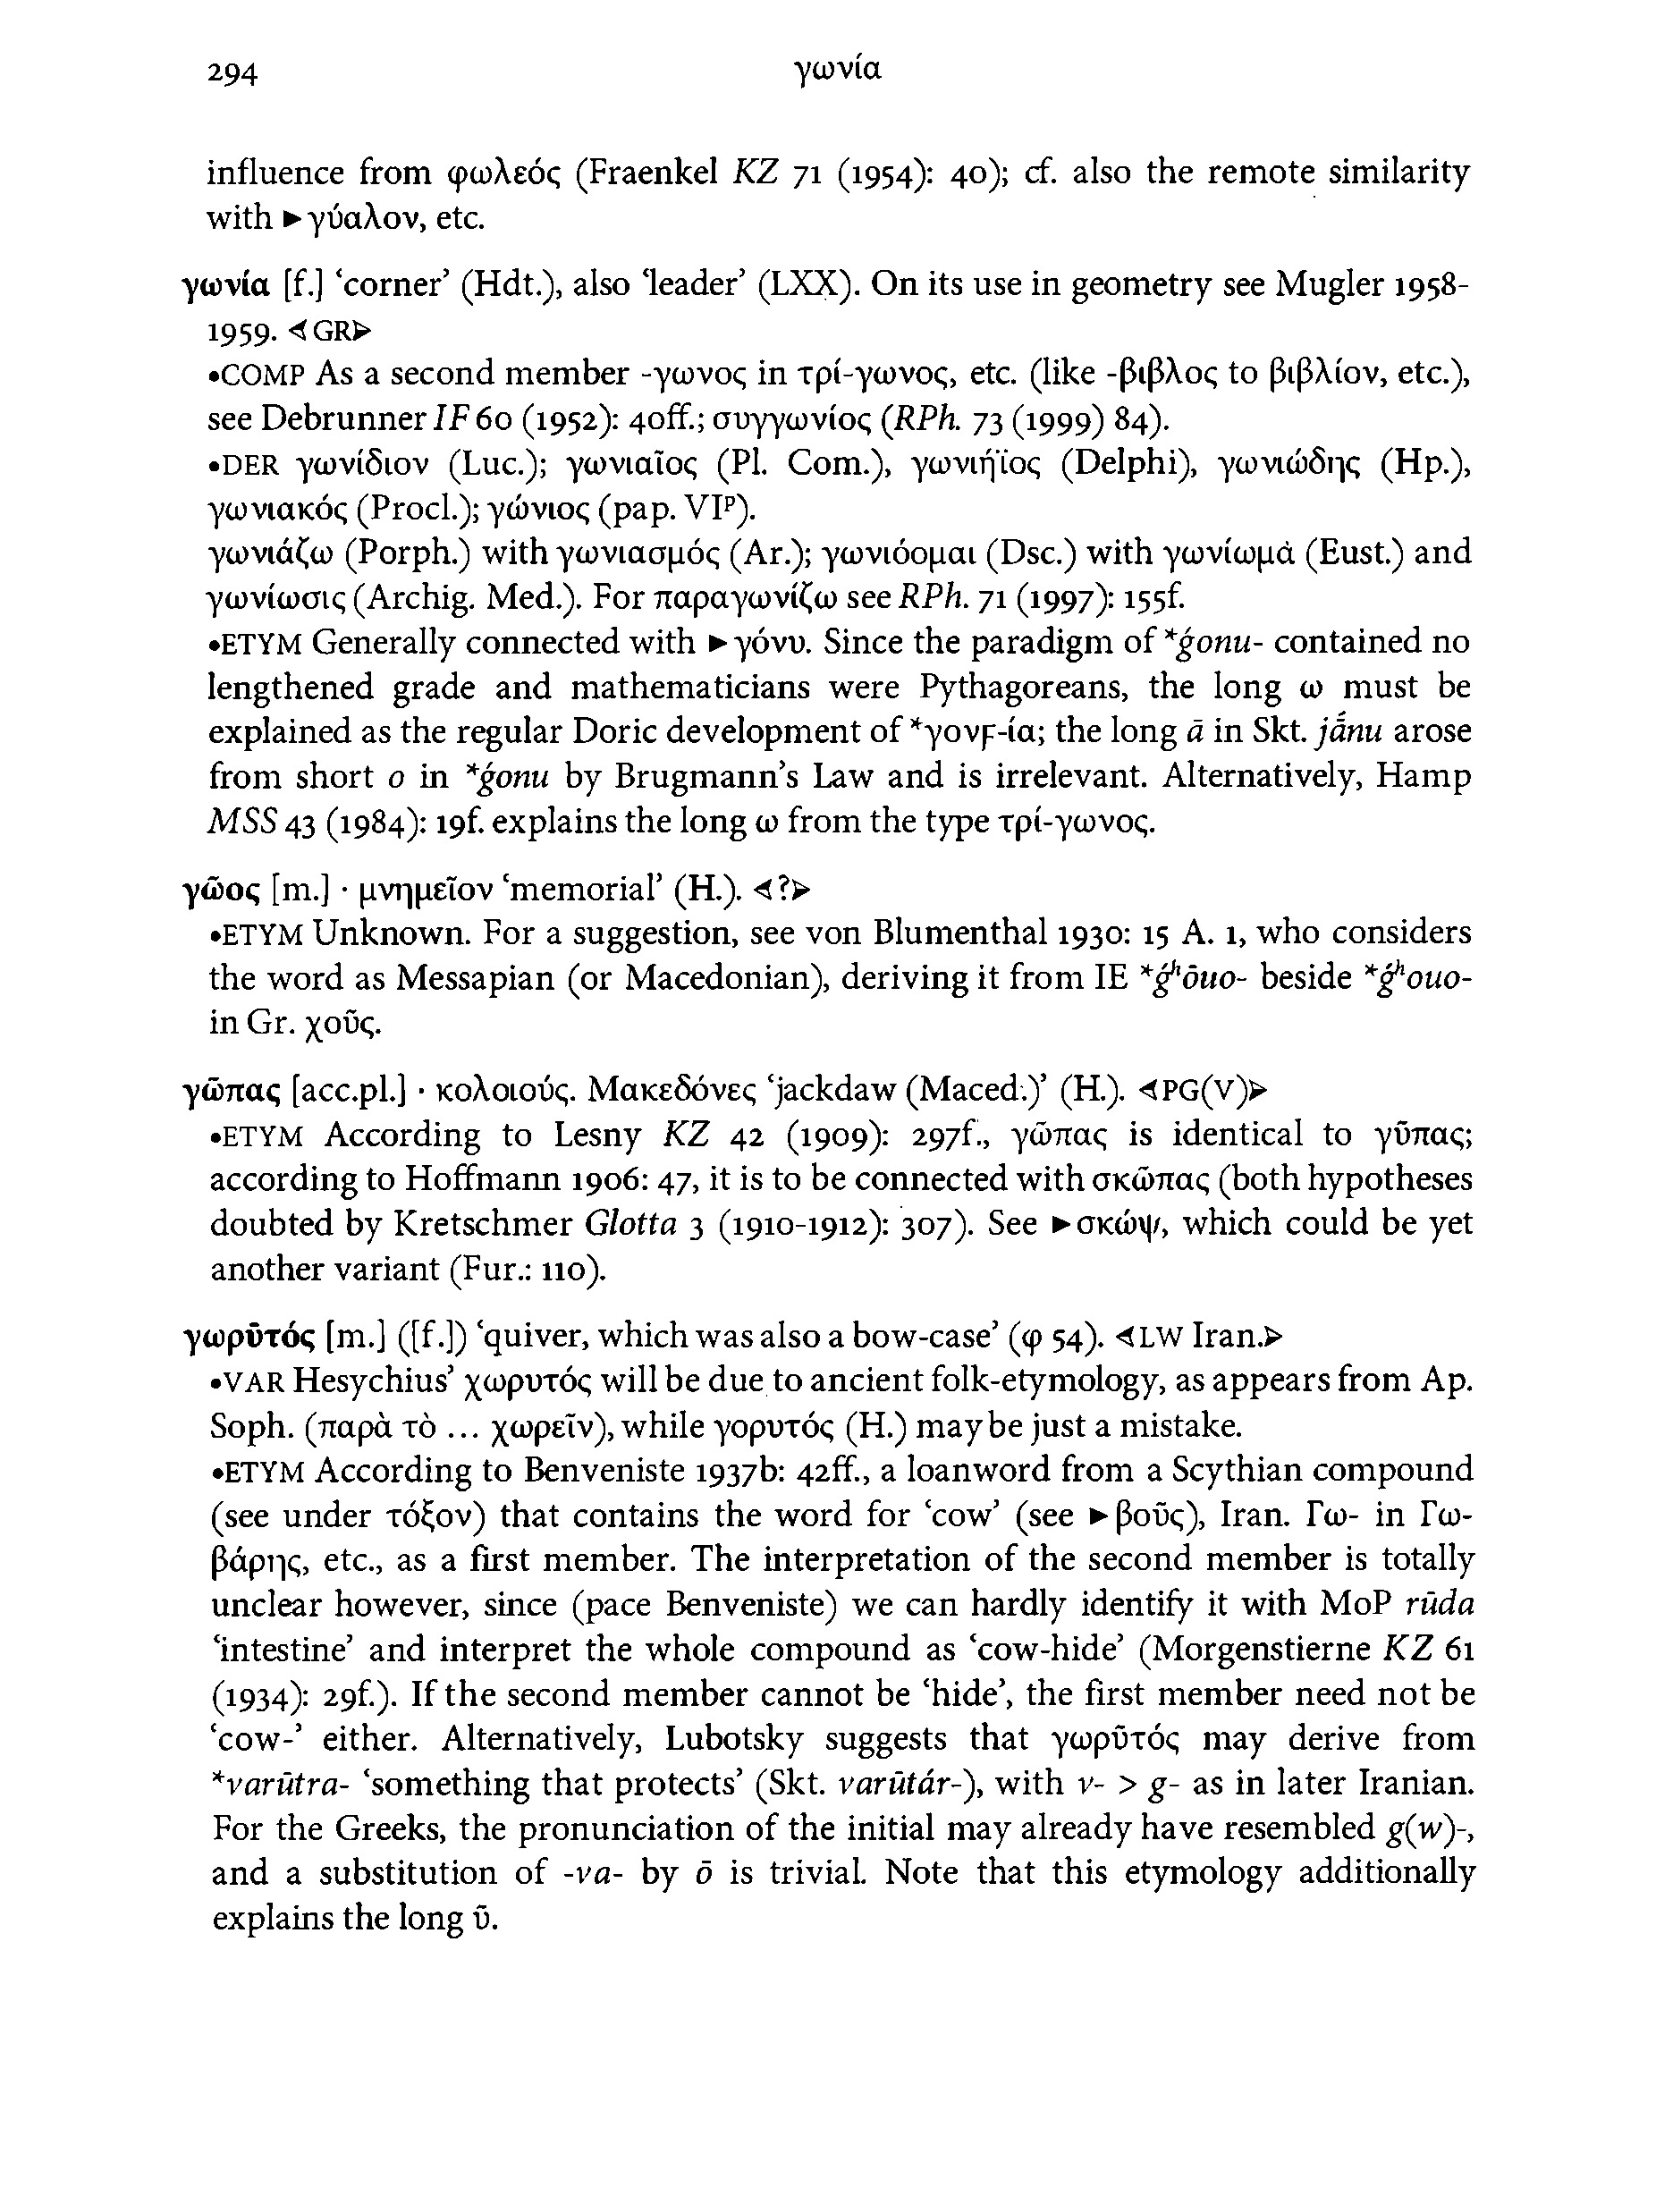 294 γωνία
influence from φωλεός (Fraenkel KZ 71 (1954): 40); cf. also the remote similarity
with ►γύαλον, etc.
γωνία [f.] ‘corner’ (Hdt.), also ‘leader’ (LXX). On its use in geometry see Mugler 1958-
1959. ⊲GR⊳
•COMP As a second member -γωνος in τρί-γωνος, etc. (like -βιβλος to βιβλίον, etc.),
see Debrunner IF 60 (1952): 40ff.; συγγωνίος (RPh. 73 (1999) 84).
•DER γωνίδιον (Luc.); γωνιαῖος (Pl. Com.), γωνιήϊος (Delphi), γωνιώδης (Hp.),
γωνιακός (Procl.); γώνιος (pap. VIᵖ).
γωνιάζω (Porph.) with γωνιασμός (Ar.); γωνιόομαι (Dsc.) with γωνίωμὰ (Eust.) and
γωνίωσις (Archig. Med.). For παραγωνίζω see RPh. 71 (1997): 155f.
•ETYM Generally connected with ►γόνυ. Since the paradigm of *ǵonu- contained no
lengthened grade and mathematicians were Pythagoreans, the long ω must be
explained as the regular Doric development of *γονϝ-ία; the long ā in Skt. jā́nu arose
from short o in *ǵonu by Brugmann’s Law and is irrelevant. Alternatively, Hamp
MSS 43 (1984): 19f. explains the long ω from the type τρί-γωνος.
γῶος [m.] · μνημεῖον ‘memorial’ (H.). ⊲?⊳
•ETYM Unknown. For a suggestion, see von Blumenthal 1930: 15 A. 1, who considers
the word as Messapian (or Macedonian), deriving it from IE *ǵʰōuo- beside *ǵʰouo-
in Gr. χοῦς.
γῶπας [acc.pl.] · κολοιούς. Μακεδόνες ‘jackdaw (Maced.)’ (H.). ⊲PG(V)⊳
•ETYM According to Lesny KZ 42 (1909): 297f., γῶπας is identical to γῦπας;
according to Hoffmann 1906: 47, it is to be connected with σκῶπας (both hypotheses
doubted by Kretschmer Glotta 3 (1910-1912): 307). See ►σκώψ, which could be yet
another variant (Fur.: 110).
γωρῡτός [m.] ([f.]) ‘quiver, which was also a bow-case’ (φ 54). ⊲LW Iran.⊳
•VAR Hesychius’ χωρυτός will be due to ancient folk-etymology, as appears from Ap.
Soph. (παρὰ τὸ ... χωρεῖν), while γορυτός (H.) may be just a mistake.
•ETYM According to Benveniste 1937b: 42ff., a loanword from a Scythian compound
(see under τόξον) that contains the word for ‘cow’ (see ►βοῦς), Iran. Γω- in Γω-
βάρης, etc., as a first member. The interpretation of the second member is totally
unclear however, since (pace Benveniste) we can hardly identify it with MoP rūda
‘intestine’ and interpret the whole compound as ‘cow-hide’ (Morgenstierne KZ 61
(1934): 29f.). If the second member cannot be ‘hide’, the first member need not be
‘cow-’ either. Alternatively, Lubotsky suggests that γωρῡτός may derive from
*varūtra- ‘something that protects’ (Skt. varūtár-), with v- > g- as in later Iranian.
For the Greeks, the pronunciation of the initial may already have resembled g(w)-,
and a substitution of -va- by ō is trivial. Note that this etymology additionally
explains the long ῡ.